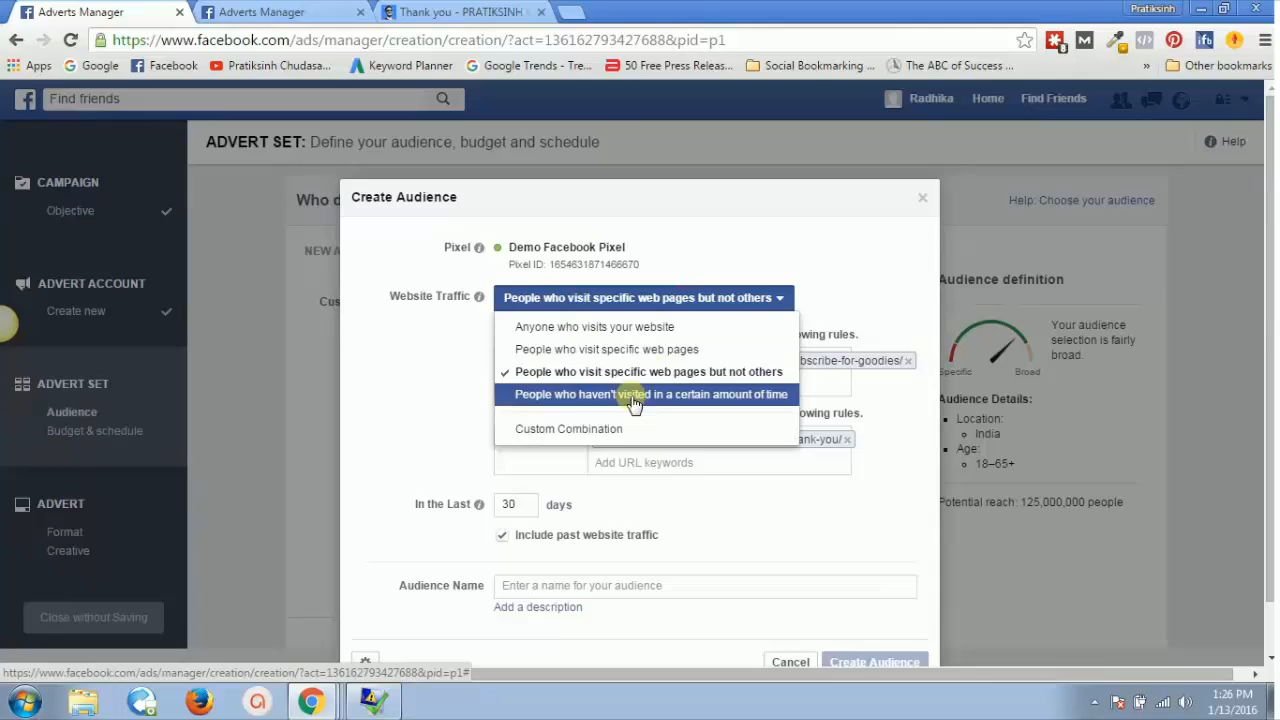 Adverts Manager
Adverts Manager
Thank you - PRATIKSINH
Pratiksinh
https://www.facebook.com/ads/manager/creation/creation/?act=136162793427688&pid=p1
Apps
Google
Facebook
Pratiksinh Chudasa...
Keyword Planner
Google Trends - Tre...
50 Free Press Releas...
Social Bookmarking ...
The ABC of Success ...
»
Other bookmarks
Find friends
Radhika
Home
Find Friends
ADVERT SET: Define your audience, budget and schedule
Help
CAMPAIGN
Objective
ADVERT ACCOUNT
Create new
ADVERT SET
Audience
Budget & schedule
ADVERT
Format
Creative
Close without Saving
Who d
Help: Choose your audience
NEW A
Cus
Create Audience
Pixel
Demo Facebook Pixel
Pixel ID: 1654631871466670
Website Traffic
People who visit specific web pages but not others
Anyone who visits your website
People who visit specific web pages
People who visit specific web pages but not others
People who haven't visited in a certain amount of time
Custom Combination
owing rules.
bscribe-for-goodies/
owing rules.
ank-you/
Add URL keywords
In the Last
30
days
Include past website traffic
Audience Name
Enter a name for your audience
Add a description
Cancel
Create Audience
Audience definition
Specific
Broad
Your audience
selection is fairly
broad.
Audience Details:
Location:
India
Age:
18–65+
Potential reach: 125,000,000 people
https://www.facebook.com/ads/manager/creation/creation/?act=136162793427688&pid=p1#
1:26 PM
1/13/2016